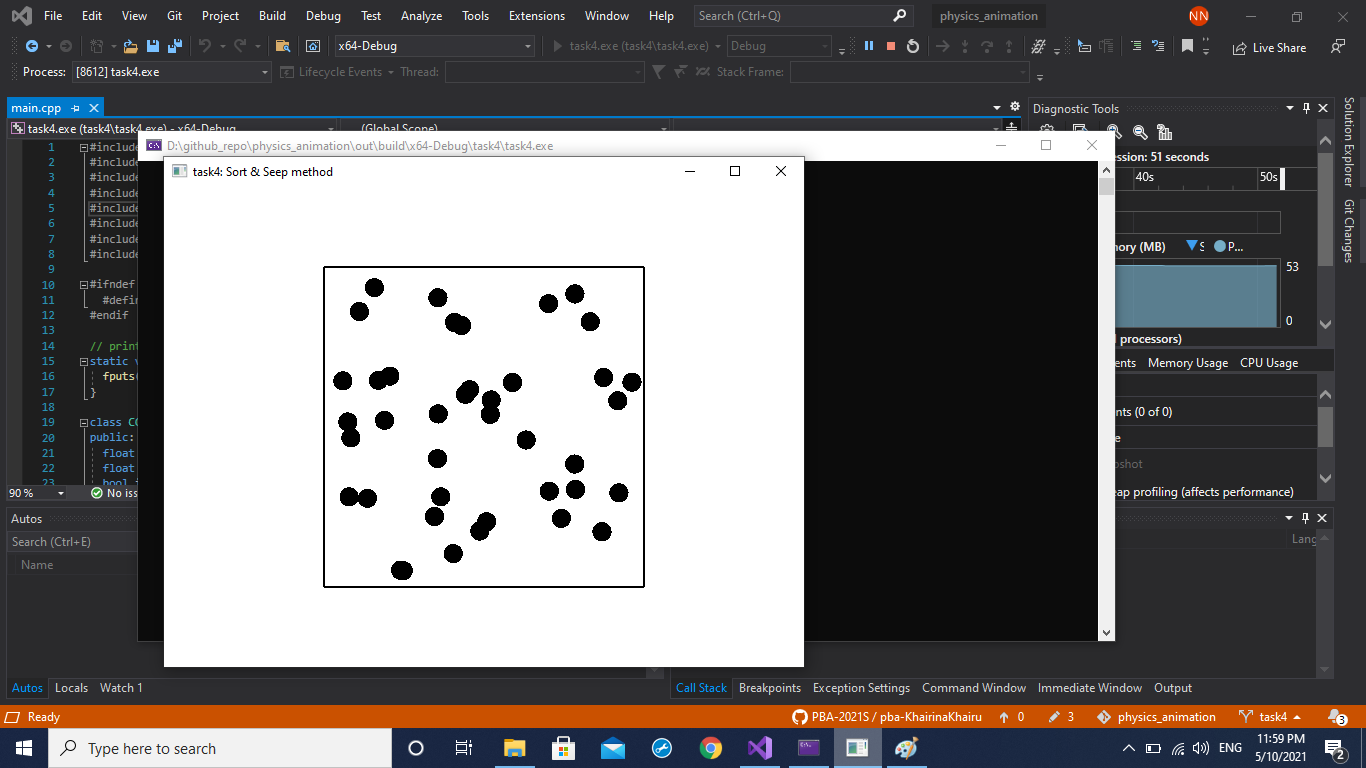 File Edit View Git Project Build Debug Test Analyze Tools Extensions Window Help Search (Ctrl+Q) physics_animation NN
x64-Debug task4.exe (task4\task4.exe) Debug Live Share
Process: [8612] task4.exe Lifecycle Events Thread: Stack Frame:
main.cpp Diagnostic Tools
task4.exe (task4\task4.exe) - x64-Debug (Global Scope)
D:\github_repo\physics_animation\out\build\x64-Debug\task4\task4.exe
task4: Sort & Seep method
1 #include
2 #include
3 #include
4 #include
5 #include
6 #include
7 #include
8 #include
9
10 #ifndef
11 #defin
12 #endif
13
14 // print
15 static v
16 fputs(
17 }
18
19 class CC
20 public:
21 float
22 float
23 bool i
90 % No iss
ession: 51 seconds
40s 50s
mory (MB) S P...
53
0
l processors)
ents Memory Usage CPU Usage
nts (0 of 0)
e
pshot
eap profiling (affects performance)
Solution Explorer
Git Changes
Autos
Search (Ctrl+E)
Name
Lang
Autos Locals Watch 1
Call Stack Breakpoints Exception Settings Command Window Immediate Window Output
Ready PBA-2021S / pba-KhairinaKhairu 0 3 physics_animation task4 3
Type here to search
ENG
11:59 PM
5/10/2021
2